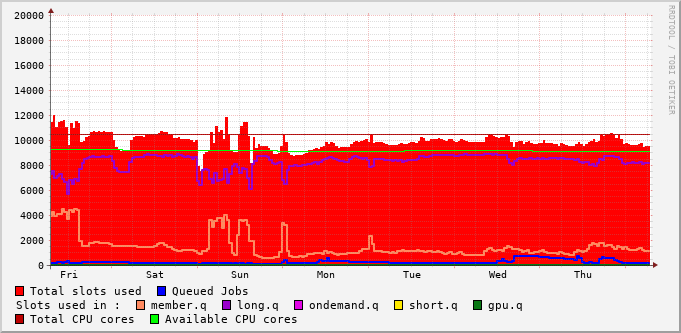 20000
18000
16000
14000
12000
10000
8000
6000
4000
2000
0
Fri Sat Sun Mon Tue Wed Thu
RRDTOOL / TOBI OETIKER
Total slots used Queued Jobs
Slots used in : member.q long.q ondemand.q short.q gpu.q
Total CPU cores Available CPU cores